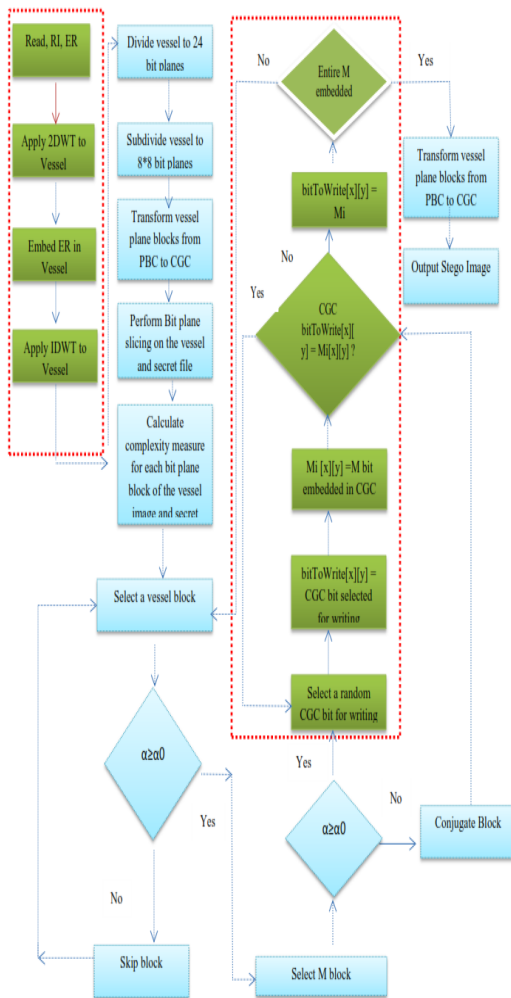 Read, RI, ER
Apply 2DWT to
Vessel
Embed ER in
Vessel
Apply IDWT to
Vessel
Divide vessel to 24
bit planes
Subdivide vessel to
8*8 bit planes
Transform vessel
plane blocks from
PBC to CGC
Perform Bit plane
slicing on the vessel
and secret file
Calculate
complexity measure
for each bit plane
block of the vessel
image and secret
Select a vessel block
α≥α0
Yes
No
Skip block
Select M block
α≥α0
Yes
No
Conjugate Block
Select a random
CGC bit for writing
bitToWrite[x][y] =
CGC bit selected
for writing
Mi [x][y] =M bit
embedded in CGC
CGC
bitToWrite[x][
y] = Mi[x][y] ?
Yes
No
bitToWrite[x][y] =
Mi
Entire M
embedded
No
Yes
Transform vessel
plane blocks from
PBC to CGC
Output Stego Image